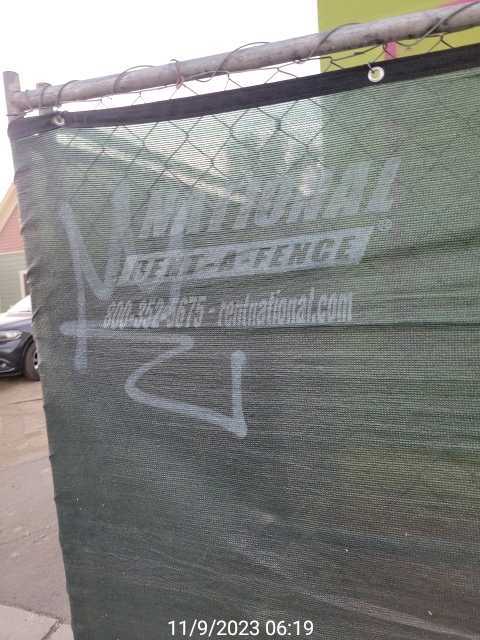 NATIONAL®
RENT-A-FENCE
800-352-5675 - rentnational.com
11/9/2023 06:19